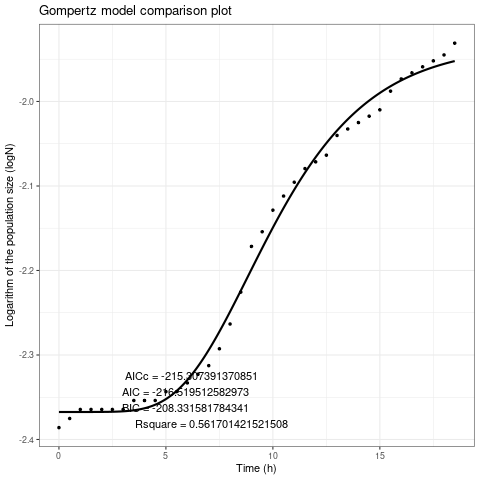 Gompertz model comparison plot
Logarithm of the population size (logN)
-2.0
-2.1
-2.2
-2.3
-2.4
AICc = -215.307391370851
AIC = -216.519512582973
BIC = -208.331581784341
Rsquare = 0.561701421521508
0
5
10
15
Time (h)